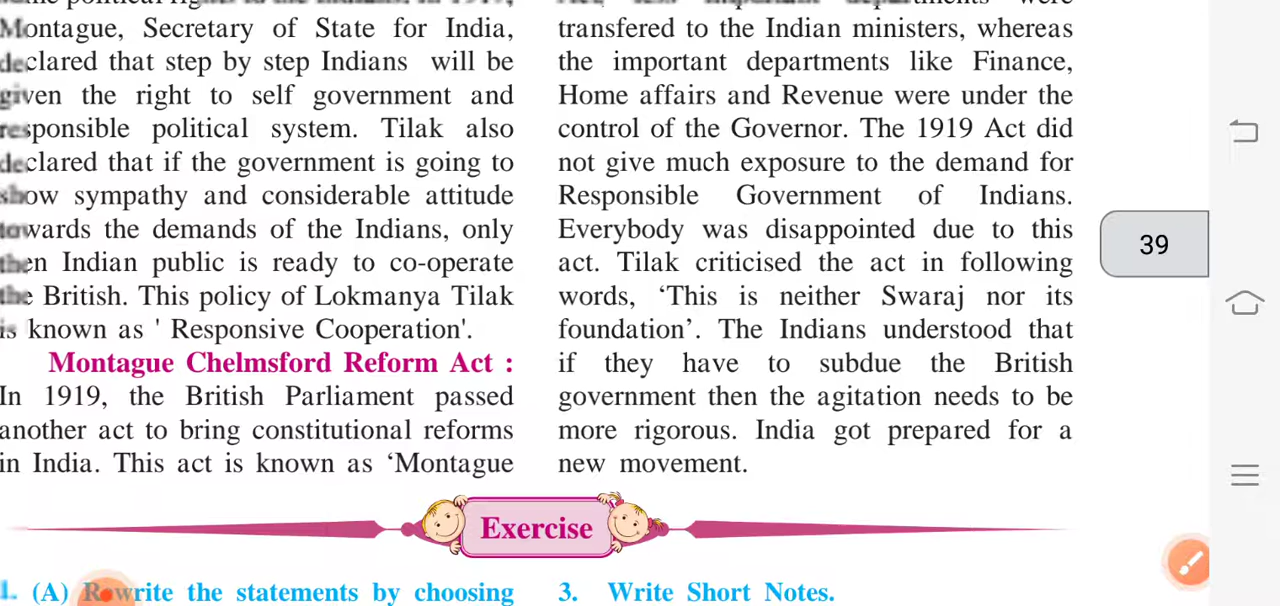 Montague, Secretary of State for India,
declared that step by step Indians will be
given the right to self government and
responsible political system. Tilak also
declared that if the government is going to
show sympathy and considerable attitude
towards the demands of the Indians, only
then Indian public is ready to co-operate
the British. This policy of Lokmanya Tilak
is known as ' Responsive Cooperation'.
Montague Chelmsford Reform Act :
In 1919, the British Parliament passed
another act to bring constitutional reforms
in India. This act is known as ‘Montague
transfered to the Indian ministers, whereas
the important departments like Finance,
Home affairs and Revenue were under the
control of the Governor. The 1919 Act did
not give much exposure to the demand for
Responsible Government of Indians.
Everybody was disappointed due to this
act. Tilak criticised the act in following
words, ‘This is neither Swaraj nor its
foundation’. The Indians understood that
if they have to subdue the British
government then the agitation needs to be
more rigorous. India got prepared for a
new movement.
39
Exercise
1. (A) Rewrite the statements by choosing
3. Write Short Notes.